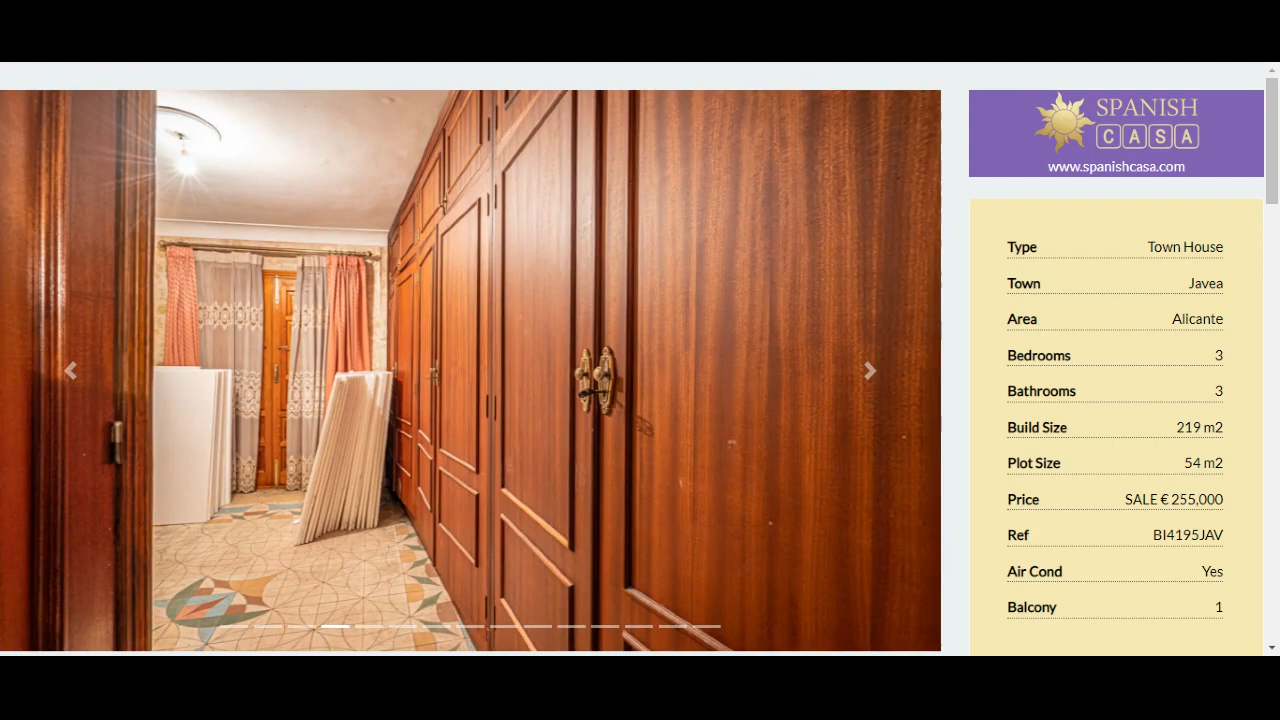 SPANISH
CASA
www.spanishcasa.com
Type Town House
Town Javea
Area Alicante
Bedrooms 3
Bathrooms 3
Build Size 219 m2
Plot Size 54 m2
Price SALE € 255,000
Ref BI4195JAV
Air Cond Yes
Balcony 1